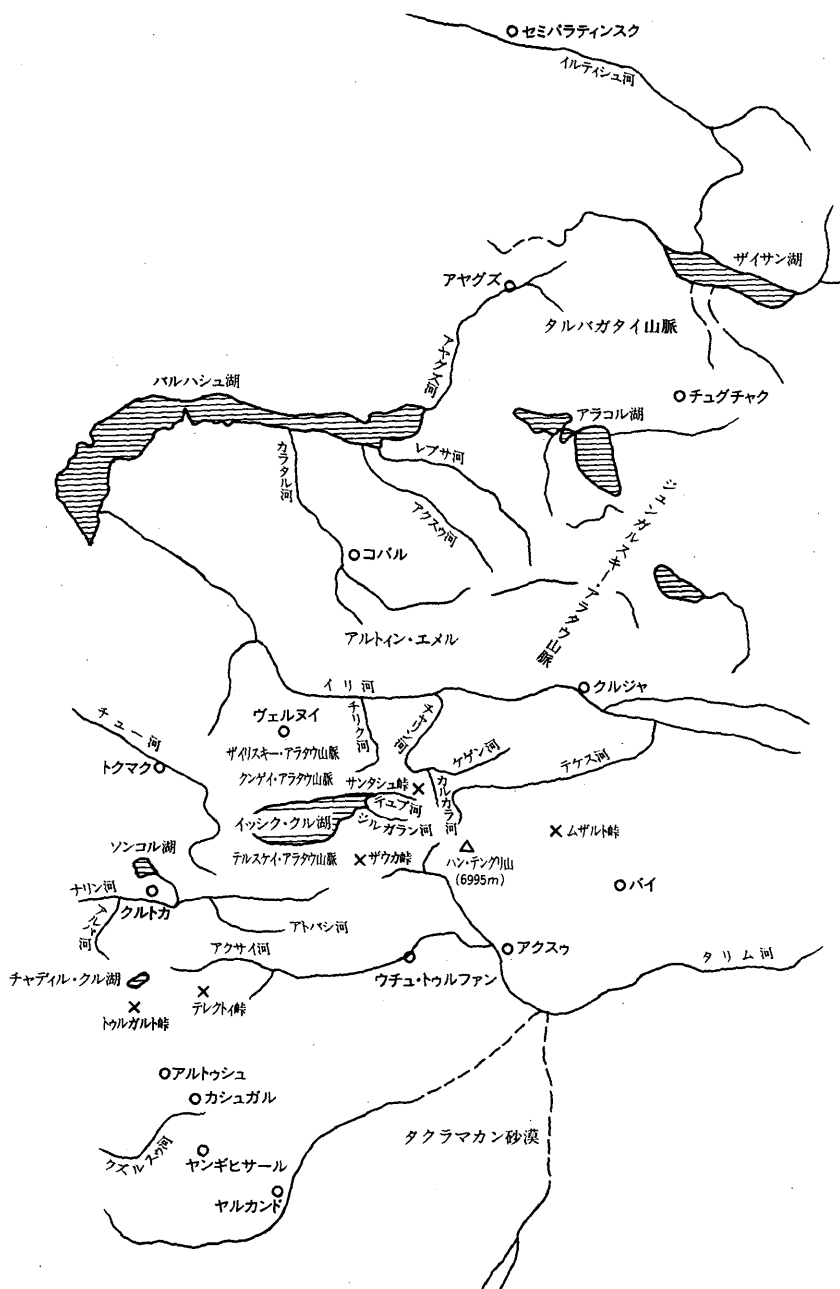 セミパラティンスク
イルティシュ河
ザイサン湖
アヤグズ
タルバガタイ山脈
アヤグズ河
バルハシュ湖
チュグチャク
アラコル湖
カラタル河
レプサ河
アクスゥ河
ジュンガルスキー・アラタウ山脈
コパル
アルトィン・エメル
イリ河
クルジャ
チュー河
ヴェルヌイ
チリク河
チャリン河
ザイリスキー・アラタウ山脈
ケゲン河
テケス河
トクマク
クンゲイ・アラタウ山脈
サンタシュ峠
カルカラ河
テュプ河
イッシク・クル湖
ジルガラン河
ムザルト峠
ソンコル湖
テルスケイ・アラタウ山脈
ザウカ峠
ハン・テングリ山
(6995m)
バイ
ナリン河
クルトカ
アルパ河
アトバシ河
アクサイ河
アクスゥ
タリム河
チャディル・クル湖
ウチュ・トゥルファン
テレクティ峠
トゥルガルト峠
アルトゥシュ
カシュガル
タクラマカン砂漠
クズルスゥ河
ヤンギヒサール
ヤルカンド